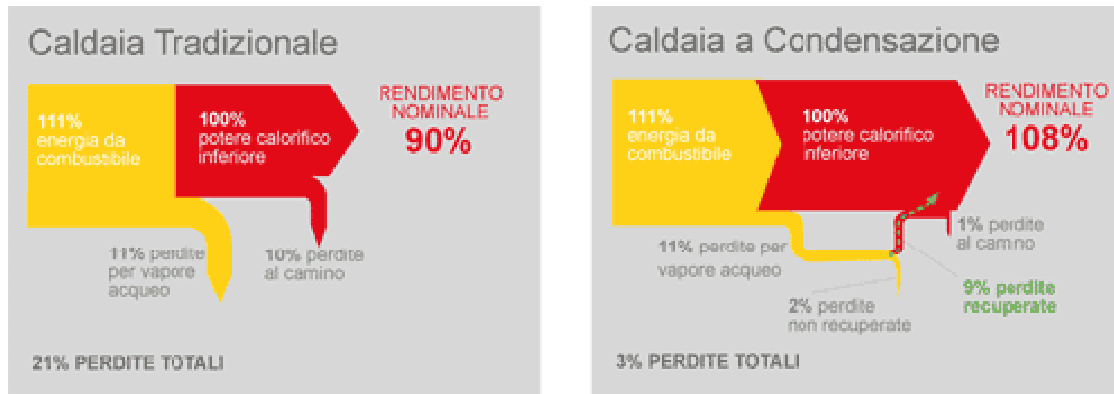 Caldaia Tradizionale
111%
energia da
combustibile
100%
potere calorifico
inferiore
RENDIMENTO
NOMINALE
90%
11% perdite
per vapore
acqueo
10% perdite
al camino
21% PERDITE TOTALI
Caldaia a Condensazione
111%
energia da
combustibile
100%
potere calorifico
inferiore
RENDIMENTO
NOMINALE
108%
11% perdite per
vapore acqueo
1% perdite
al camino
2% perdite
non recuperate
9% perdite
recuperate
3% PERDITE TOTALI